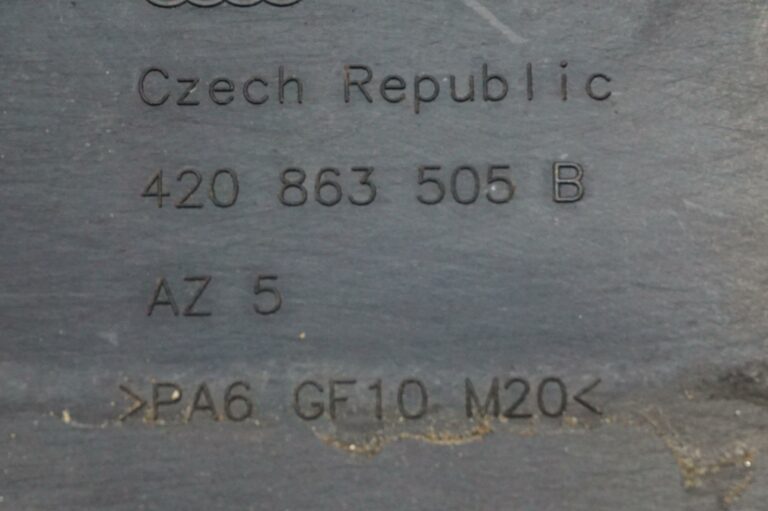 Czech Republic
420 863 505 B
AZ 5
>PA6 GF10 M20<